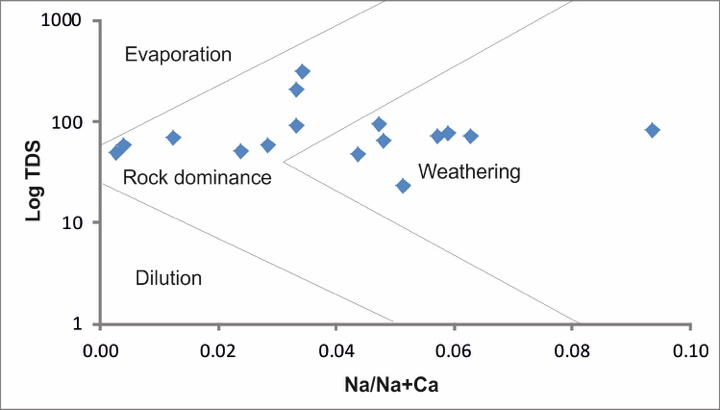 1000
Evaporation
100
Log TDS
Rock dominance
Weathering
10
Dilution
1
0.00 0.02 0.04 0.06 0.08 0.10
Na/Na+Ca